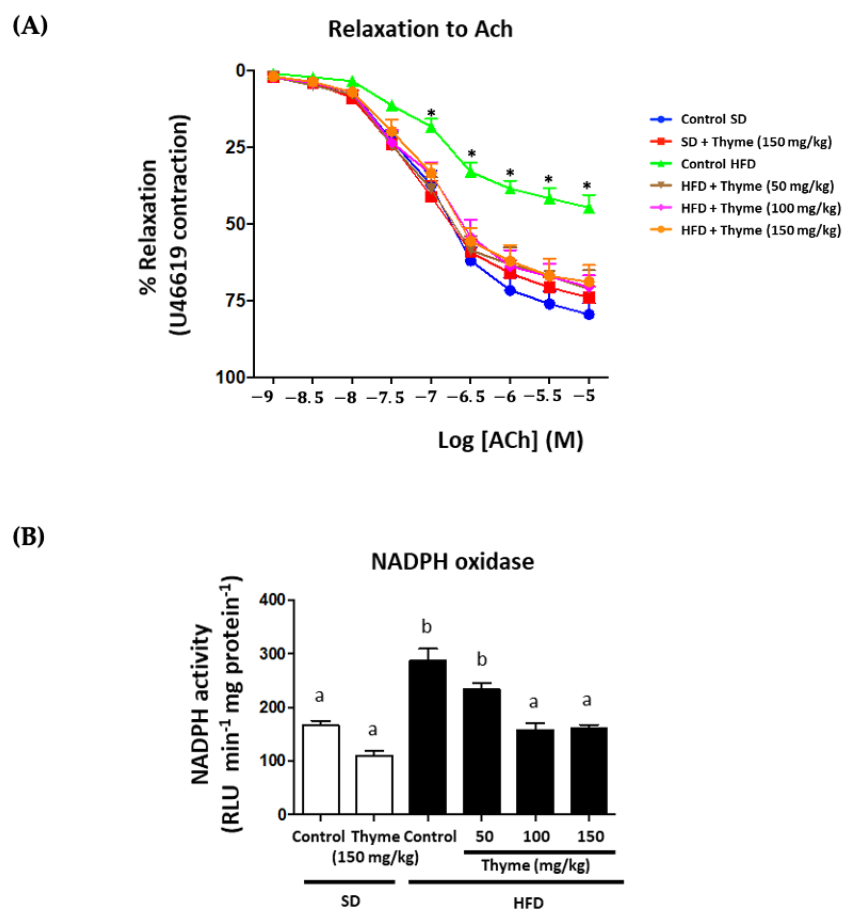 (A)
Relaxation to Ach
% Relaxation
(U46619 contraction)
0
25
50
75
100
* * * * *
−9 −8.5 −8 −7.5 −7 −6.5 −6 −5.5 −5
Log [ACh] (M)
Control SD
SD + Thyme (150 mg/kg)
Control HFD
HFD + Thyme (50 mg/kg)
HFD + Thyme (100 mg/kg)
HFD + Thyme (150 mg/kg)
(B)
NADPH oxidase
NADPH activity
(RLU min⁻¹ mg protein⁻¹)
400
300
200
100
0
a a b b a a
Control Thyme Control 50 100 150
(150 mg/kg) Thyme (mg/kg)
SD HFD